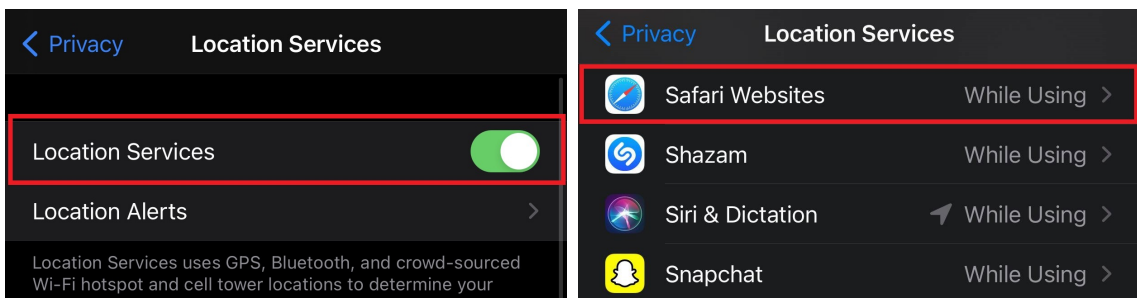 Privacy
Location Services
Location Services
Location Alerts
Location Services uses GPS, Bluetooth, and crowd-sourced
Wi-Fi hotspot and cell tower locations to determine your
Privacy
Location Services
Safari Websites While Using
Shazam While Using
Siri & Dictation While Using
Snapchat While Using